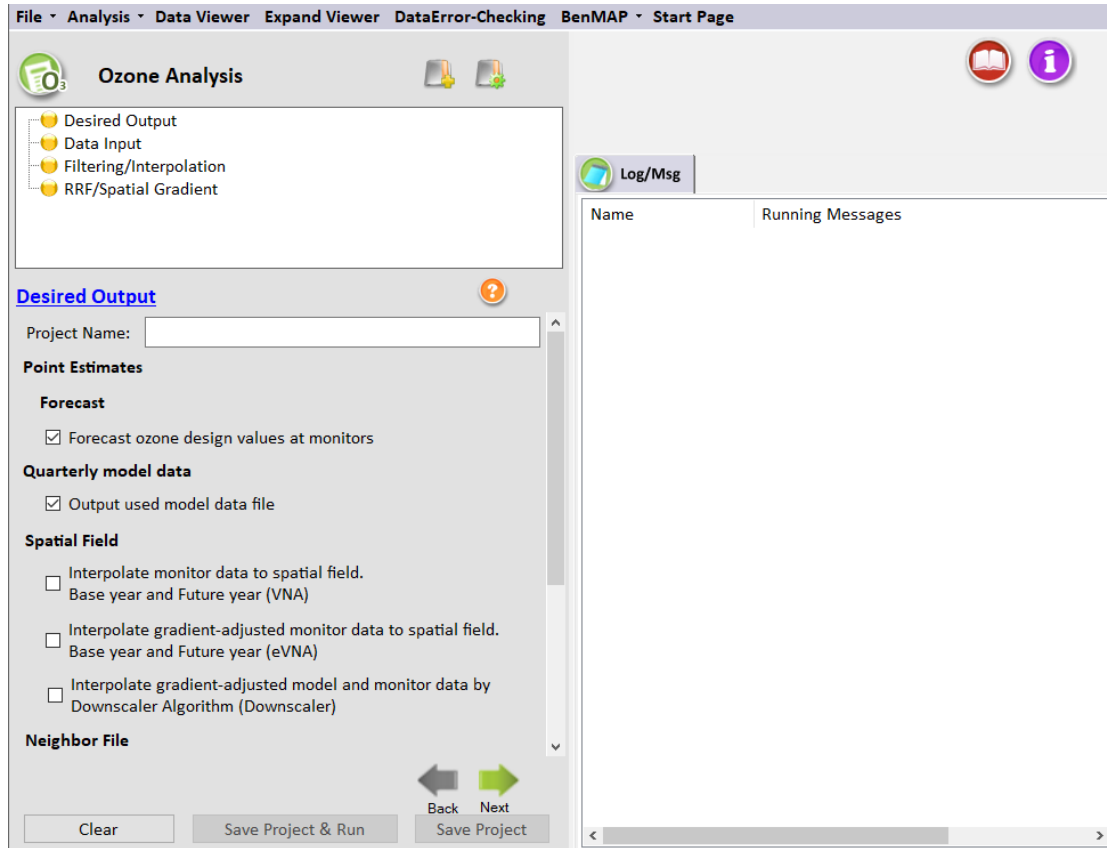 File Analysis Data Viewer Expand Viewer DataError-Checking BenMAP Start Page
O3 Ozone Analysis
i
Desired Output
Data Input
Filtering/Interpolation
RRF/Spatial Gradient
Log/Msg
Name Running Messages
Desired Output ?
Project Name:
Point Estimates
Forecast
Forecast ozone design values at monitors
Quarterly model data
Output used model data file
Spatial Field
Interpolate monitor data to spatial field.
Base year and Future year (VNA)
Interpolate gradient-adjusted monitor data to spatial field.
Base year and Future year (eVNA)
Interpolate gradient-adjusted model and monitor data by
Downscaler Algorithm (Downscaler)
Neighbor File
Back Next
Clear Save Project & Run Save Project